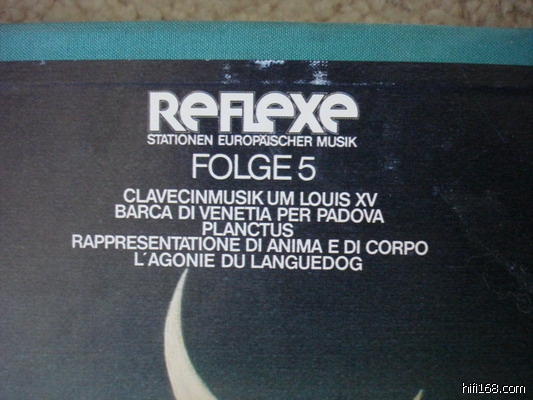 REFLEXE
STATIONEN EUROPÄISCHER MUSIK
FOLGE 5
CLAVECINMUSIK UM LOUIS XV
BARCA DI VENETIA PER PADOVA
PLANCTUS
RAPPRESENTATIONE DI ANIMA E DI CORPO
L'AGONIE DU LANGUEDOG
hifi168.com